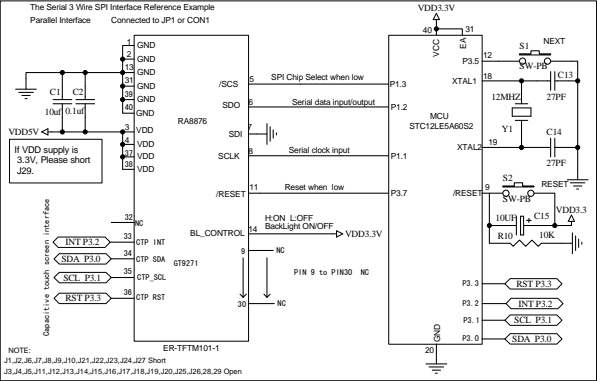 The Serial 3 Wire SPI Interface Reference Example
Parallel Interface Connected to JP1 or CON1
VDD3.3V
40 31
VCC
EA
1 GND
2 GND
13 GND
31 GND
39 GND
40 GND
C1
10uf
C2
0.1uf
VDD5V
3 VDD
4 VDD
37 VDD
38 VDD
If VDD supply is
3.3V, Please short
J29.
RA8876
/SCS 5 SPI Chip Select when low P1.3
SDO 6 Serial data input/output P1.2
SDI 7
SCLK 8 Serial clock input P1.1
/RESET 11 Reset when low P3.7
H:ON L:OFF
BL_CONTROL 14 BackLight ON/OFF VDD3.3V
9 NC
PIN 9 to PIN30 NC
30 NC
Capacitive touch screen interface
32 NC
INT P3.2 33 CTP INT
SDA P3.0 34 CTP SDA
SCL P3.1 35 CTP_SCL
RST P3.3 36 CTP RST
GT9271
ER-TFTM101-1
MCU
STC12LE5A60S2
P3.5 12 S1 NEXT
SW-PB
XTAL1 18 C13
27PF
12MHZ
Y1
XTAL2 19 C14
27PF
/RESET 9 S2 RESET
SW-PB
10UF + C15 VDD3.3
R10 10K
P3.3 RST P3.3
P3.2 INT P3.2
P3.1 SCL P3.1
P3.0 SDA P3.0
GND
20
NOTE:
J1,J2,J6,J7,J8,J9,J10,J21,J22,J23,J24,J27 Short
J3,J4,J5,J11,J12,J13,J14,J15,J16,J17,J18,J19,J20,J25,J26,28,29 Open